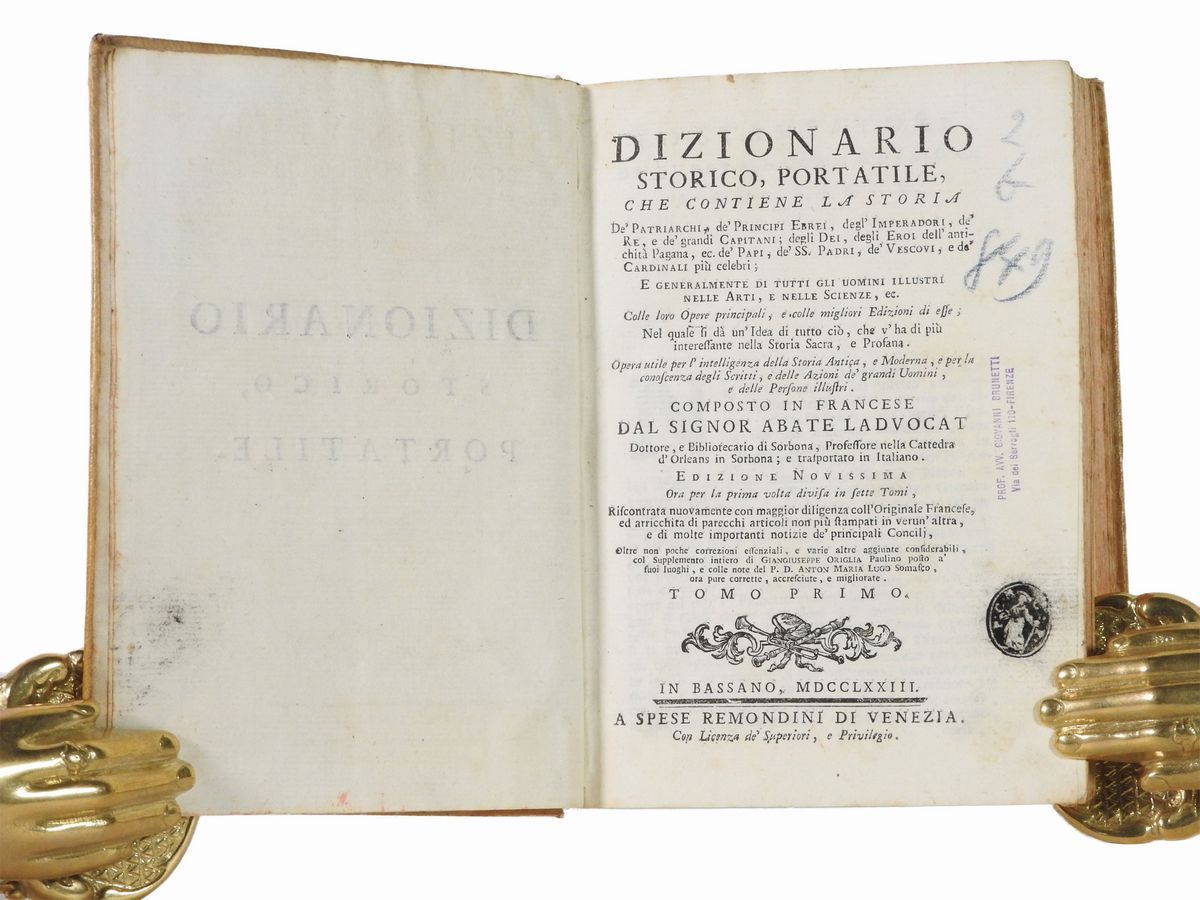 DIZIONARIO
STORICO,
PORTATILE.
DIZIONARIO
STORICO, PORTATILE,
CHE CONTIENE LA STORIA
De' PATRIARCHI, de' PRINCIPI EBREI, degl' IMPERADORI, de'
RE, e de' grandi CAPITANI; degli DEI, degli EROI dell' anti-
chità Pagana, ec. de' PAPI, de' SS. PADRI, de' VESCOVI, e de'
CARDINALI più celebri;
E GENERALMENTE DI TUTTI GLI UOMINI ILLUSTRI
NELLE ARTI, E NELLE SCIENZE, ec.
Colle loro Opere principali, e colle migliori Edizioni di eſſe;
Nel quale ſi dà un' Idea di tutto ciò, che v' ha di più
intereſſante nella Storia Sacra, e Profana.
Opera utile per l' intelligenza della Storia Antica, e Moderna, e per la
conoſcenza degli Scritti, e delle Azioni de' grandi Uomini,
e delle Perſone illuſtri.
COMPOSTO IN FRANCESE
DAL SIGNOR ABATE LADVOCAT
Dottore, e Bibliotecario di Sorbona, Profeſſore nella Cattedra
d' Orleans in Sorbona; e traſportato in Italiano.
EDIZIONE NOVISSIMA
Ora per la prima volta diviſa in ſette Tomi,
Riſcontrata nuovamente con maggior diligenza coll' Originale Franceſe,
ed arricchita di parecchi articoli non più ſtampati in verun' altra,
e di molte importanti notizie de' principali Concilj,
Oltre non poche correzioni eſſenziali, e varie altre aggiunte conſiderabili,
col Supplemento intiero di GIANGIUSEPPE ORIGLIA Paulino poſto a'
ſuoi luoghi, e colle note del P. D. ANTON MARIA LUGO Somaſco,
ora pure corrette, accreſciute, e migliorate.
TOMO PRIMO.
IN BASSANO, MDCCLXXIII.
A SPESE REMONDINI DI VENEZIA.
Con Licenza de' Superiori, e Privilegio.
PROF. AVV. GIOVANNI BRUNETTI
Via dei Serragli 110-FIRENZE